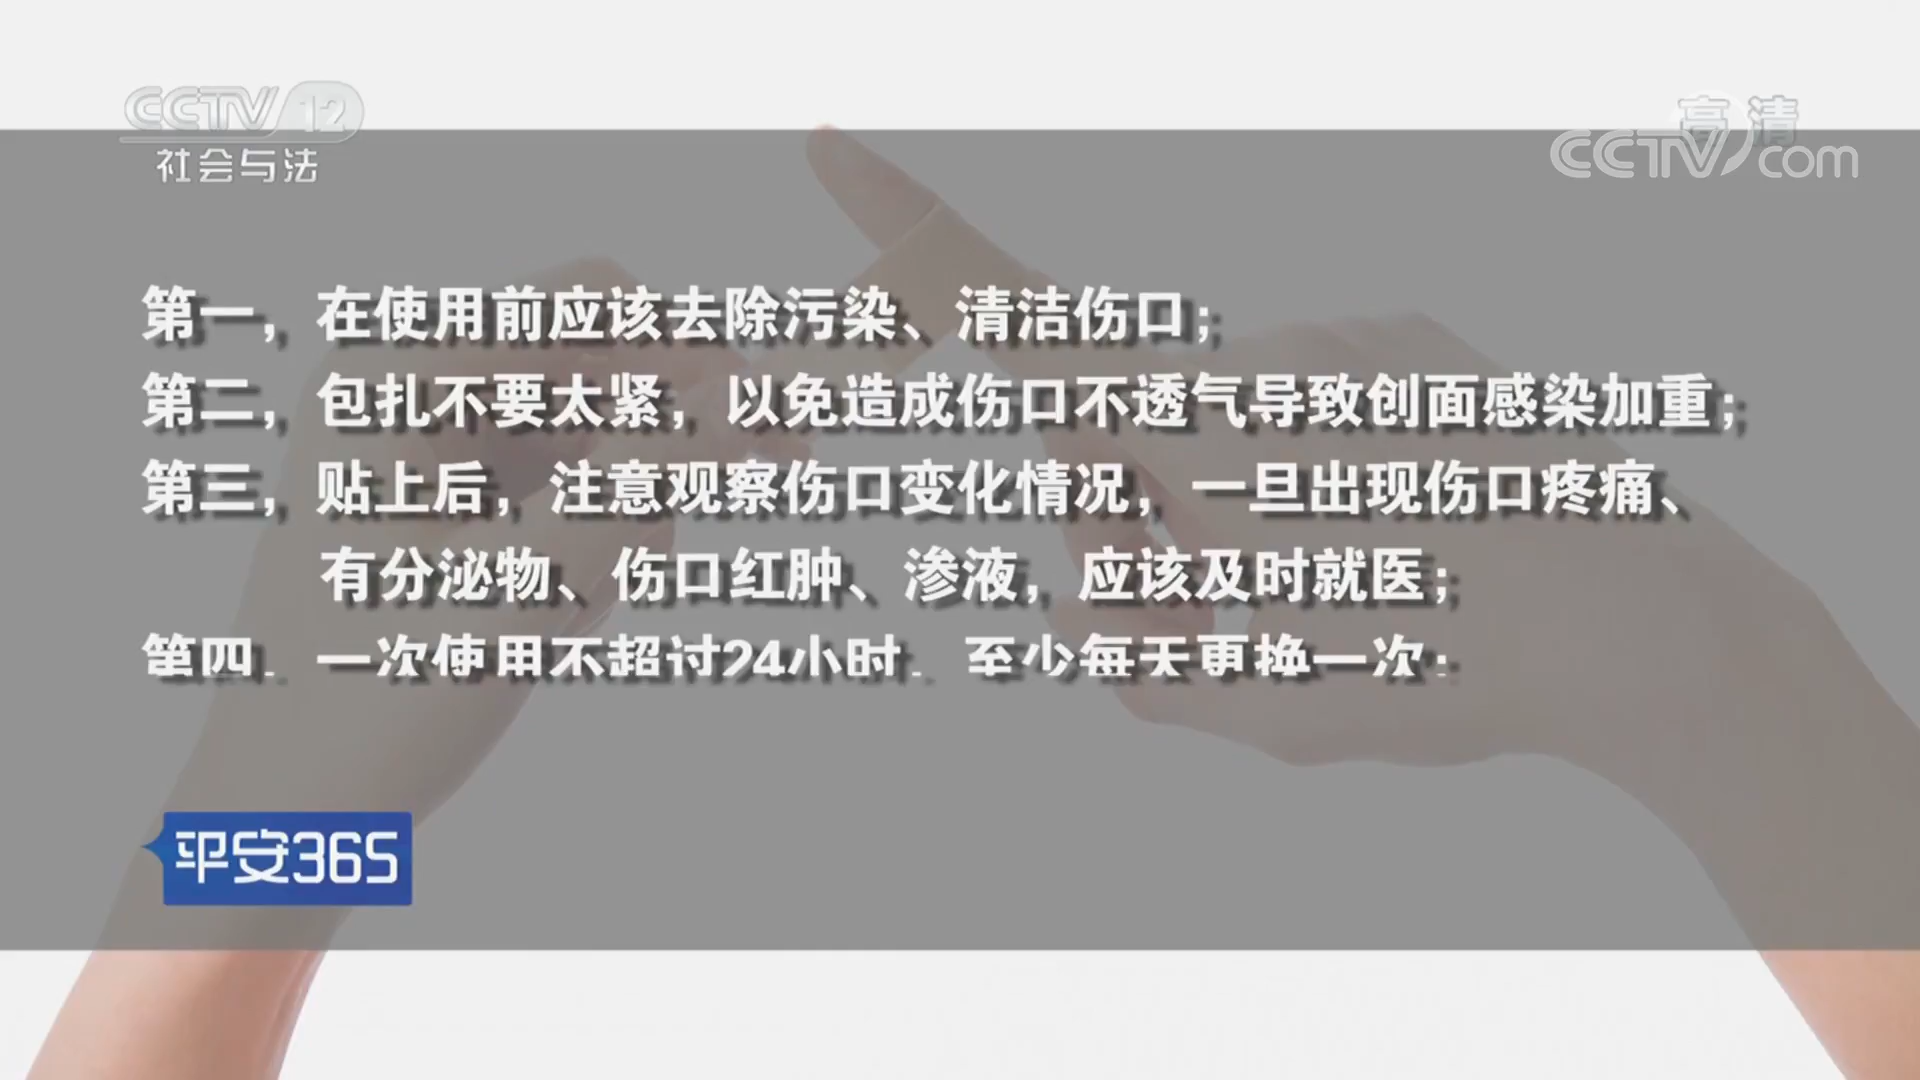 CCTV 12
社会与法
高清
CCTV com
第一，在使用前应该去除污染、清洁伤口；
第二，包扎不要太紧，以免造成伤口不透气导致创面感染加重；
第三，贴上后，注意观察伤口变化情况，一旦出现伤口疼痛、
有分泌物、伤口红肿、渗液，应该及时就医；
第四，一次使用不超过24小时，至少每天更换一次；
平安365